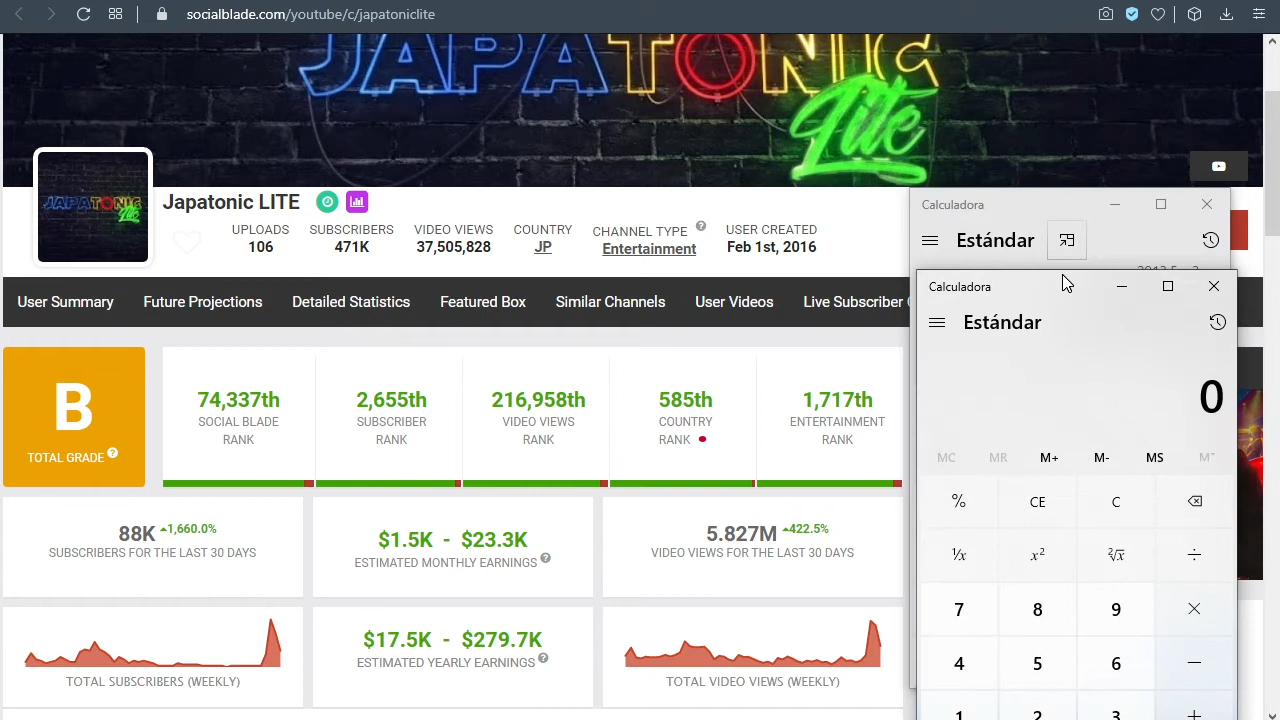 socialblade.com/youtube/c/japatoniclite
JAPATONIC
Lite
JAPATONIC
Lite
Japatonic LITE
UPLOADS
106
SUBSCRIBERS
471K
VIDEO VIEWS
37,505,828
COUNTRY
JP
CHANNEL TYPE ?
Entertainment
USER CREATED
Feb 1st, 2016
User Summary
Future Projections
Detailed Statistics
Featured Box
Similar Channels
User Videos
Live Subscriber
B
TOTAL GRADE ?
74,337th
SOCIAL BLADE
RANK
2,655th
SUBSCRIBER
RANK
216,958th
VIDEO VIEWS
RANK
585th
COUNTRY
RANK
1,717th
ENTERTAINMENT
RANK
88K 1,660.0%
SUBSCRIBERS FOR THE LAST 30 DAYS
$1.5K - $23.3K
ESTIMATED MONTHLY EARNINGS ?
5.827M 422.5%
VIDEO VIEWS FOR THE LAST 30 DAYS
TOTAL SUBSCRIBERS (WEEKLY)
$17.5K - $279.7K
ESTIMATED YEARLY EARNINGS ?
TOTAL VIDEO VIEWS (WEEKLY)
Calculadora
Estándar
Calculadora
Estándar
0
MC MR M+ M- MS M˅
% CE C
⅟x x² ²√x ÷
7 8 9 ×
4 5 6 −
1 2 3 +